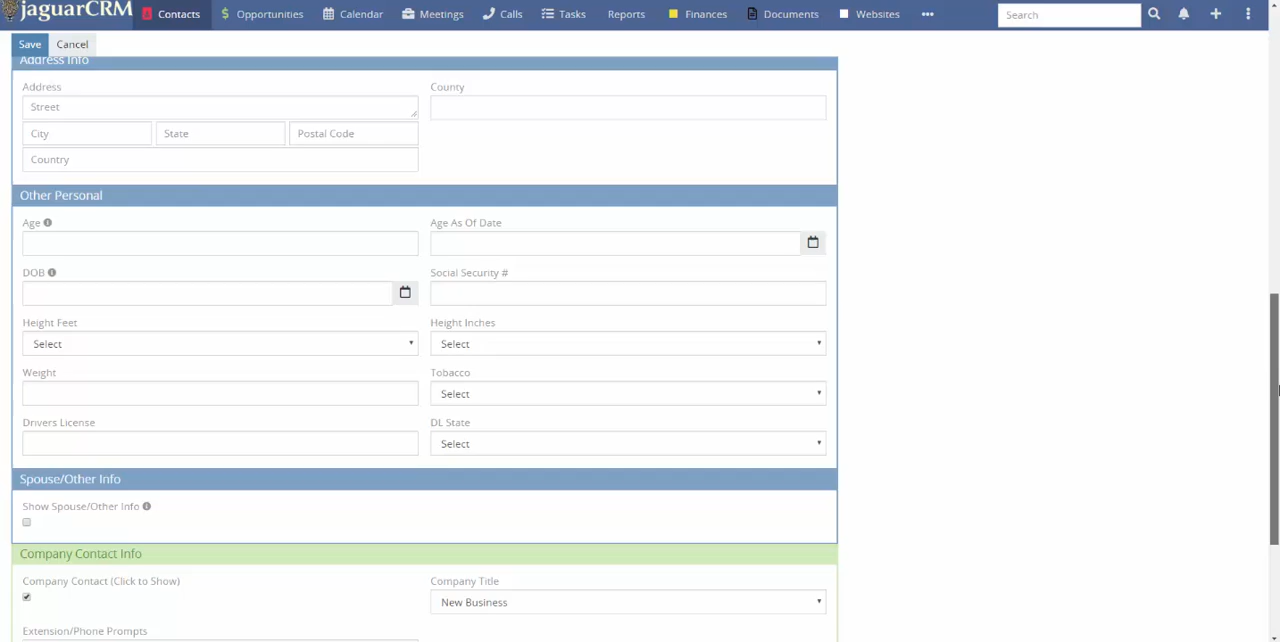 jaguarCRM Contacts $ Opportunities Calendar Meetings Calls Tasks Reports Finances Documents Websites ••• Search
Save Cancel
Address Info
Address County
Street
City State Postal Code
Country
Other Personal
Age Age As Of Date
DOB Social Security #
Height Feet Height Inches
Select Select
Weight Tobacco
Select
Drivers License DL State
Select
Spouse/Other Info
Show Spouse/Other Info
Company Contact Info
Company Contact (Click to Show) Company Title
New Business
Extension/Phone Prompts